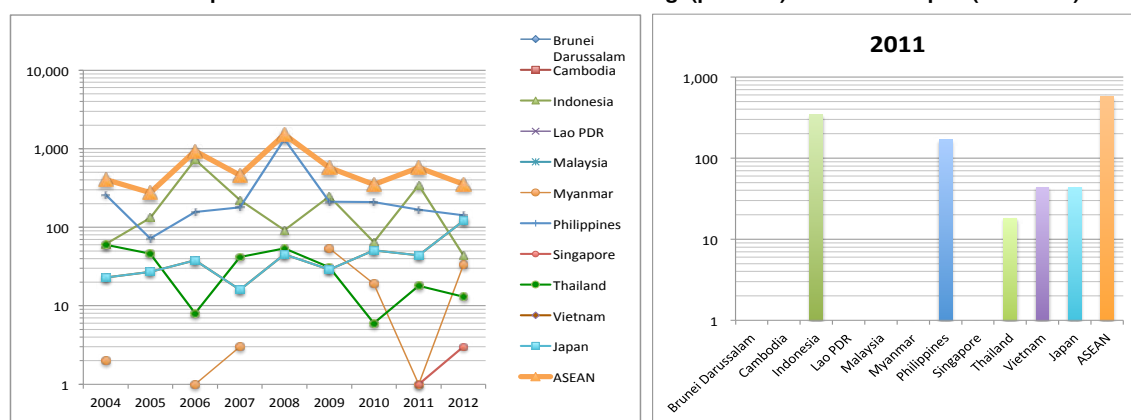 10,000
1,000
100
10
1
2004 2005 2006 2007 2008 2009 2010 2011 2012
Brunei
Darussalam
Cambodia
Indonesia
Lao PDR
Malaysia
Myanmar
Philippines
Singapore
Thailand
Vietnam
Japan
ASEAN
2011
1,000
100
10
1
Brunei Darussalam
Cambodia
Indonesia
Lao PDR
Malaysia
Myanmar
Philippines
Singapore
Thailand
Vietnam
Japan
ASEAN